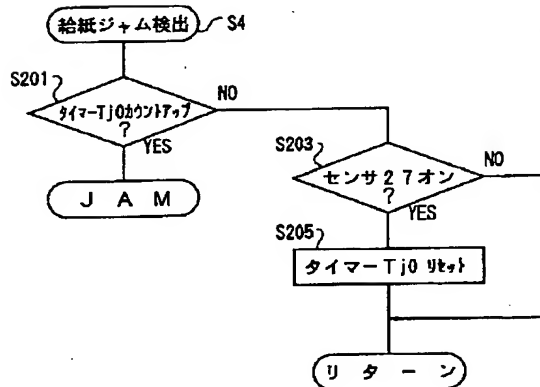 給紙ジャム検出
S4
S201
タイマーTj0カウントアップ
?
NO
YES
JAM
S203
センサ27オン
?
NO
YES
S205
タイマーTj0 リセット
リターン